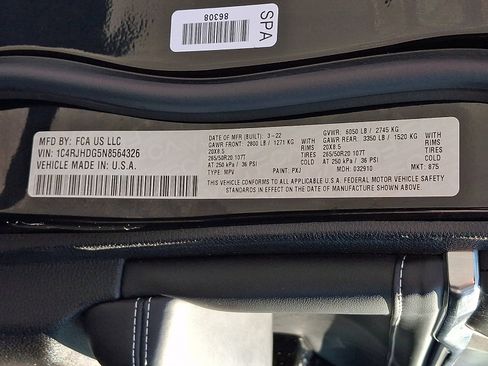 86308
SPA
MFD BY: FCA US LLC
VIN: 1C4RJHDG5N8564326
VEHICLE MADE IN: U.S.A.
DATE OF MFR (BUILT): 3-22
GAWR FRONT: 2800 LB / 1271 KG WITH
20X8.5 RIMS
265/50R20 107T TIRES
AT 250 kPa / 36 PSI COLD
TYPE: MPV PAINT: PXJ
GVWR: 6050 LB / 2745 KG
GAWR REAR: 3350 LB / 1520 KG WITH
20X8.5 RIMS
265/50R20 107T TIRES
AT 250 kPa / 36 PSI COLD
MDH: 032910 MKT: 875
THIS VEHICLE CONFORMS TO ALL APPLICABLE U.S.A. FEDERAL MOTOR VEHICLE SAFETY
STANDARDS IN EFFECT ON THE DATE OF MANUFACTURE SHOWN ABOVE